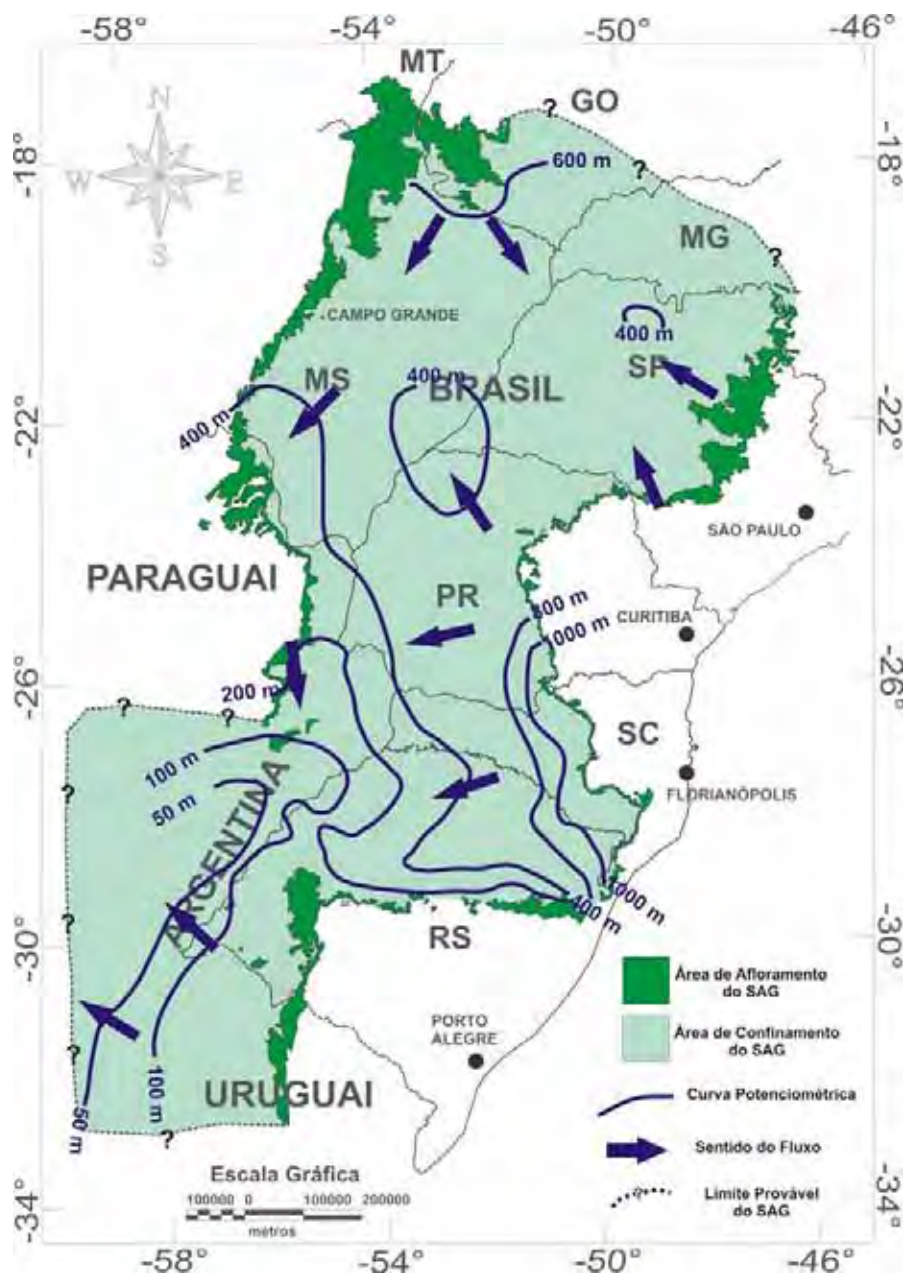 -58° -54° -50° -46°
MT
GO
?
N
-18° -18°
600 m
?
W E
MG
S
?
CAMPO GRANDE
400 m
SP
MS
400 m
BRASIL
400 m
-22° -22°
SÃO PAULO
PARAGUAI
PR
800 m
CURITIBA
1000 m
-26° -26°
200 m
? ?
SC
100 m
?
FLORIANÓPOLIS
50 m
ARGENTINA
1000 m
400 m
?
-30° -30°
RS
Área de Afloramento
do SAG
PORTO
ALEGRE
Área de Confinamento
do SAG
?
URUGUAI
50 m
100 m
Curva Potenciométrica
?
Sentido do Fluxo
Escala Gráfica
100000 0 100000 200000
metros
?
Limite Provável
do SAG
-34° -34°
-58° -54° -50° -46°